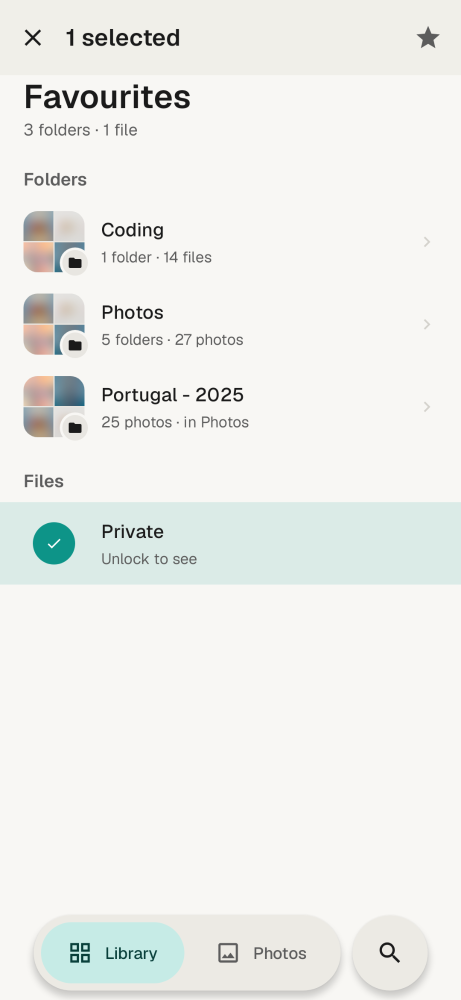 1 selected
Favourites
3 folders · 1 file
Folders
Coding
1 folder · 14 files
Photos
5 folders · 27 photos
Portugal - 2025
25 photos · in Photos
Files
Private
Unlock to see
Library
Photos